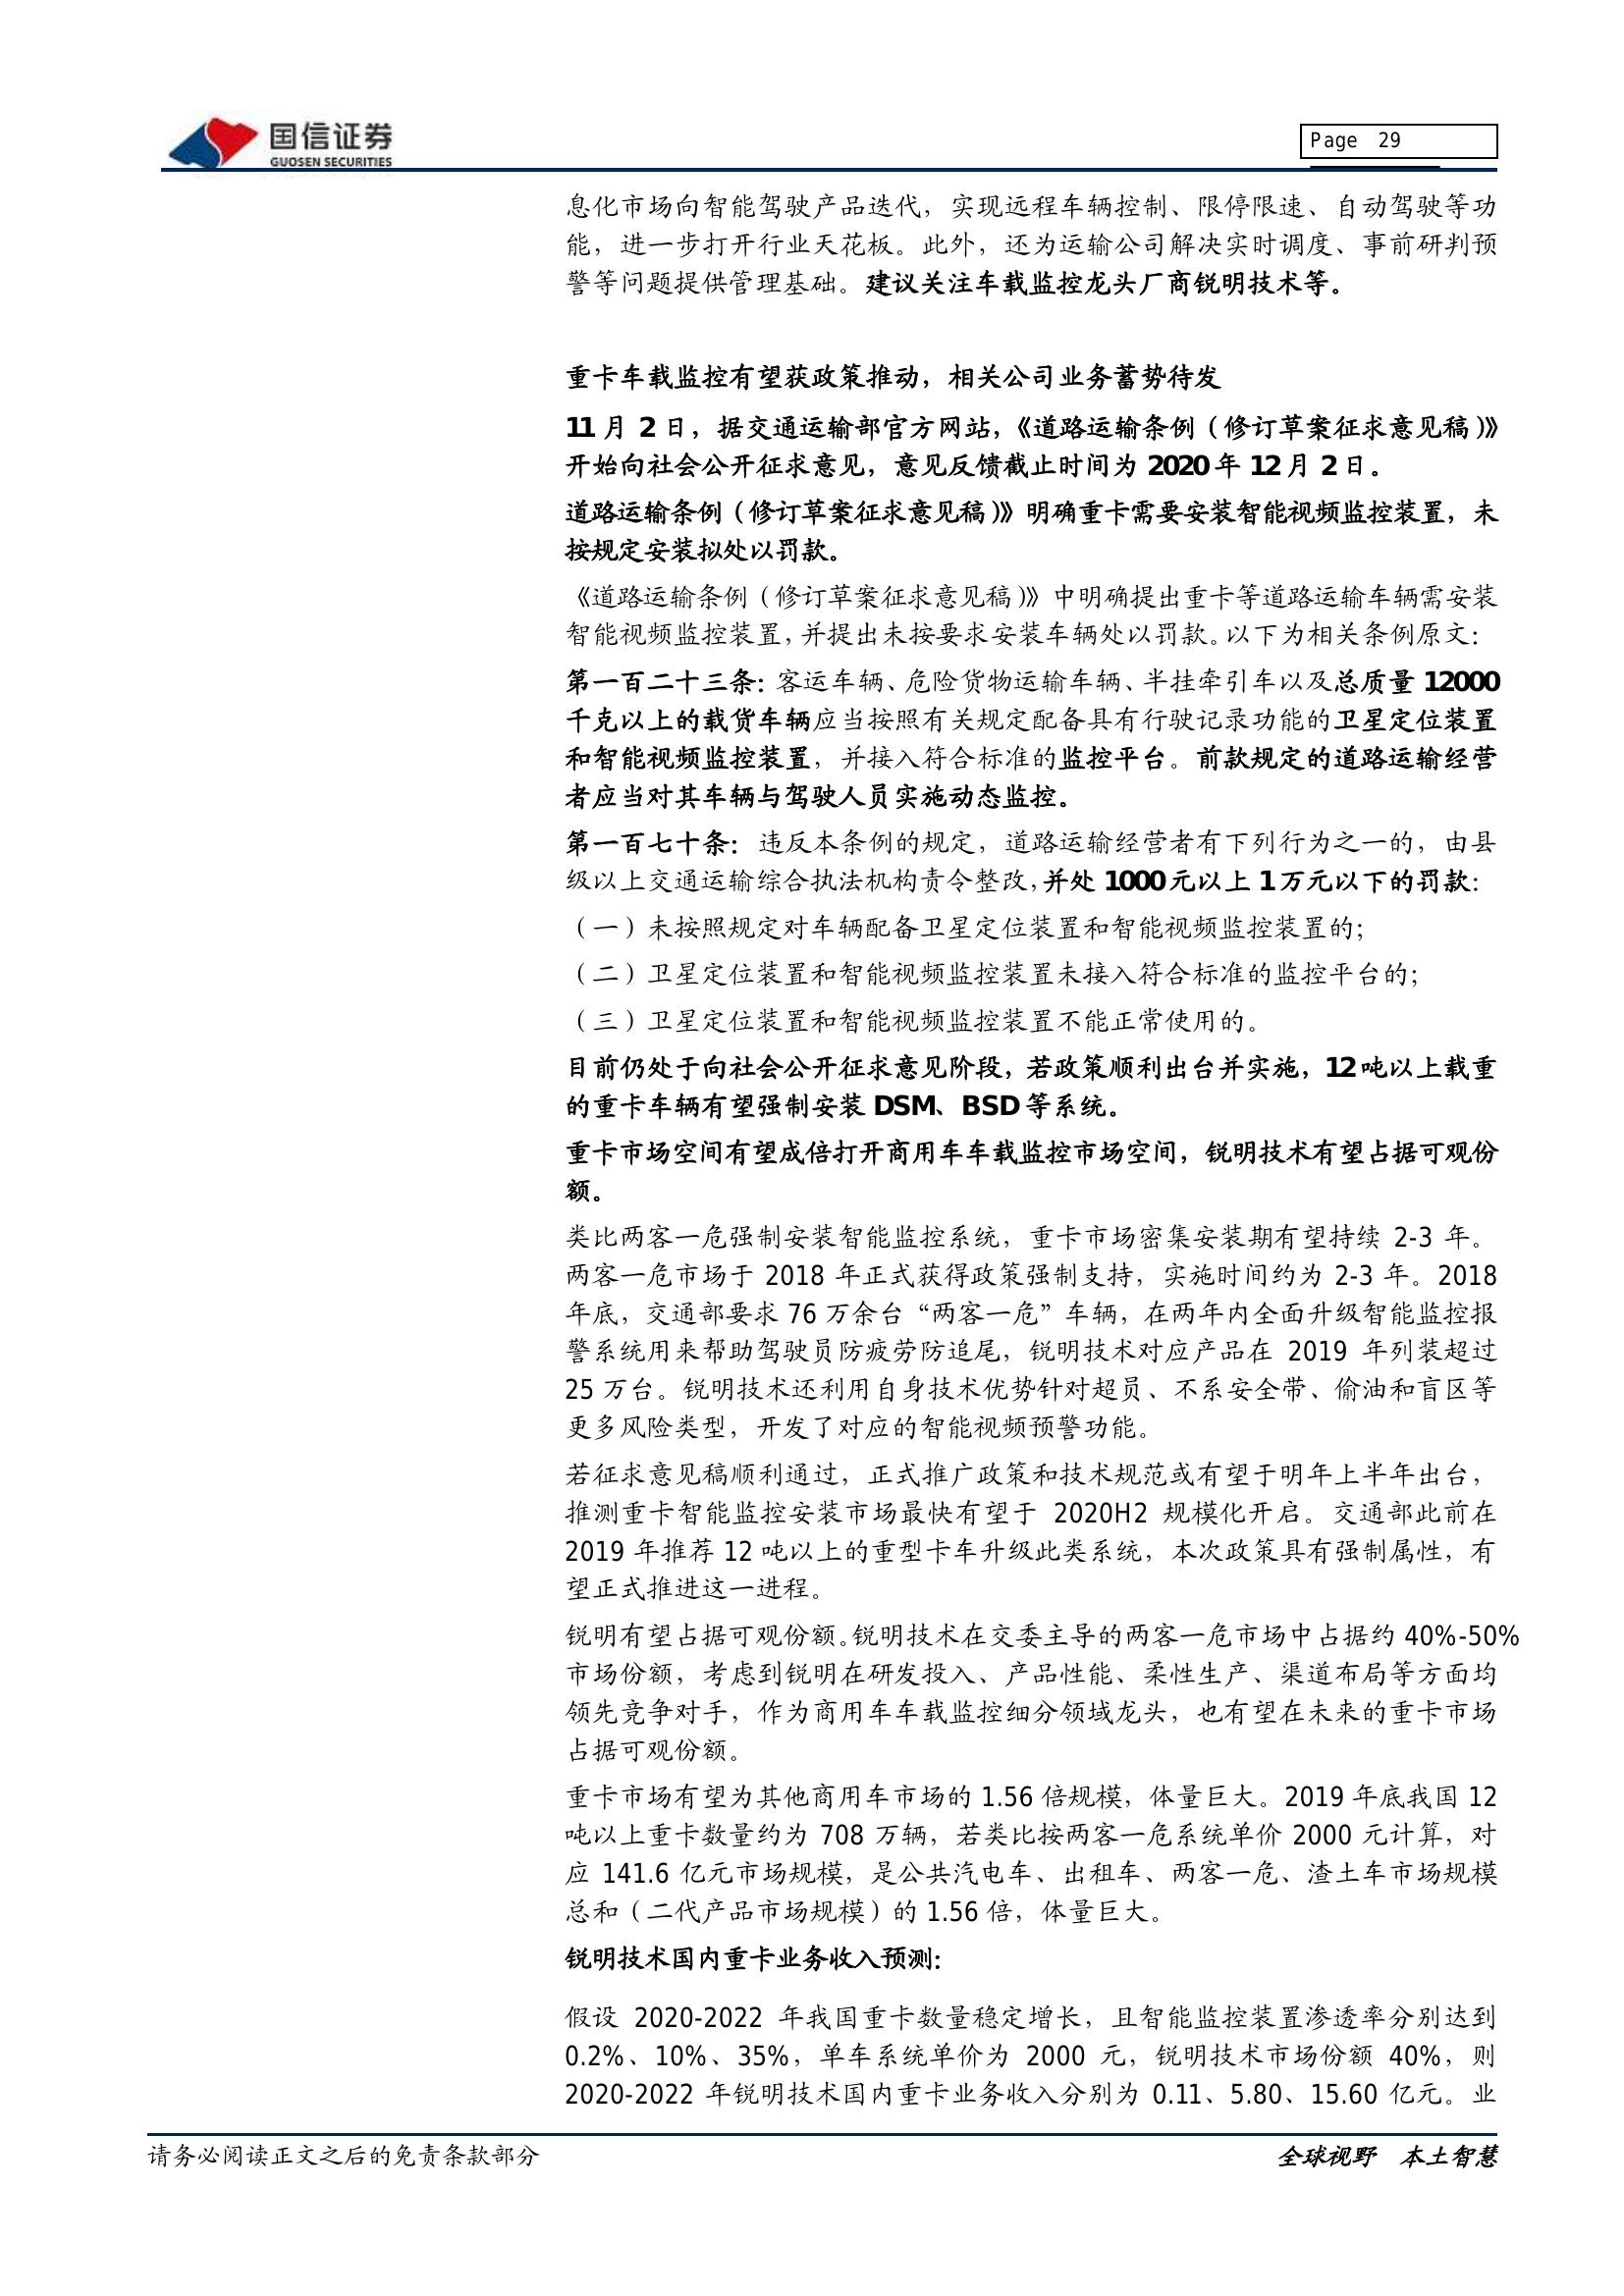 国信证券
GUOSEN SECURITIES
Page 29
息化市场向智能驾驶产品迭代，实现远程车辆控制、限停限速、自动驾驶等功
能，进一步打开行业天花板。此外，还为运输公司解决实时调度、事前研判预
警等问题提供管理基础。建议关注车载监控龙头厂商锐明技术等。
重卡车载监控有望获政策推动，相关公司业务蓄势待发
11 月 2 日，据交通运输部官方网站，《道路运输条例（修订草案征求意见稿）》
开始向社会公开征求意见，意见反馈截止时间为 2020 年 12 月 2 日。
道路运输条例（修订草案征求意见稿）》明确重卡需要安装智能视频监控装置，未
按规定安装拟处以罚款。
《道路运输条例（修订草案征求意见稿）》中明确提出重卡等道路运输车辆需安装
智能视频监控装置，并提出未按要求安装车辆处以罚款。以下为相关条例原文：
第一百二十三条：客运车辆、危险货物运输车辆、半挂牵引车以及总质量 12000
千克以上的载货车辆应当按照有关规定配备具有行驶记录功能的卫星定位装置
和智能视频监控装置，并接入符合标准的监控平台。前款规定的道路运输经营
者应当对其车辆与驾驶人员实施动态监控。
第一百七十条：违反本条例的规定，道路运输经营者有下列行为之一的，由县
级以上交通运输综合执法机构责令整改，并处 1000 元以上 1 万元以下的罚款：
（一）未按照规定对车辆配备卫星定位装置和智能视频监控装置的；
（二）卫星定位装置和智能视频监控装置未接入符合标准的监控平台的；
（三）卫星定位装置和智能视频监控装置不能正常使用的。
目前仍处于向社会公开征求意见阶段，若政策顺利出台并实施，12 吨以上载重
的重卡车辆有望强制安装 DSM、BSD 等系统。
重卡市场空间有望成倍打开商用车车载监控市场空间，锐明技术有望占据可观份
额。
类比两客一危强制安装智能监控系统，重卡市场密集安装期有望持续 2-3 年。
两客一危市场于 2018 年正式获得政策强制支持，实施时间约为 2-3 年。2018
年底，交通部要求 76 万余台“两客一危”车辆，在两年内全面升级智能监控报
警系统用来帮助驾驶员防疲劳防追尾，锐明技术对应产品在 2019 年列装超过
25 万台。锐明技术还利用自身技术优势针对超员、不系安全带、偷油和盲区等
更多风险类型，开发了对应的智能视频预警功能。
若征求意见稿顺利通过，正式推广政策和技术规范或有望于明年上半年出台，
推测重卡智能监控安装市场最快有望于 2020H2 规模化开启。交通部此前在
2019 年推荐 12 吨以上的重型卡车升级此类系统，本次政策具有强制属性，有
望正式推进这一进程。
锐明有望占据可观份额。锐明技术在交委主导的两客一危市场中占据约 40%-50%
市场份额，考虑到锐明在研发投入、产品性能、柔性生产、渠道布局等方面均
领先竞争对手，作为商用车车载监控细分领域龙头，也有望在未来的重卡市场
占据可观份额。
重卡市场有望为其他商用车市场的 1.56 倍规模，体量巨大。2019 年底我国 12
吨以上重卡数量约为 708 万辆，若类比按两客一危系统单价 2000 元计算，对
应 141.6 亿元市场规模，是公共汽电车、出租车、两客一危、渣土车市场规模
总和（二代产品市场规模）的 1.56 倍，体量巨大。
锐明技术国内重卡业务收入预测：
假设 2020-2022 年我国重卡数量稳定增长，且智能监控装置渗透率分别达到
0.2%、10%、35%，单车系统单价为 2000 元，锐明技术市场份额 40%，则
2020-2022 年锐明技术国内重卡业务收入分别为 0.11、5.80、15.60 亿元。业
请务必阅读正文之后的免责条款部分
全球视野 本土智慧